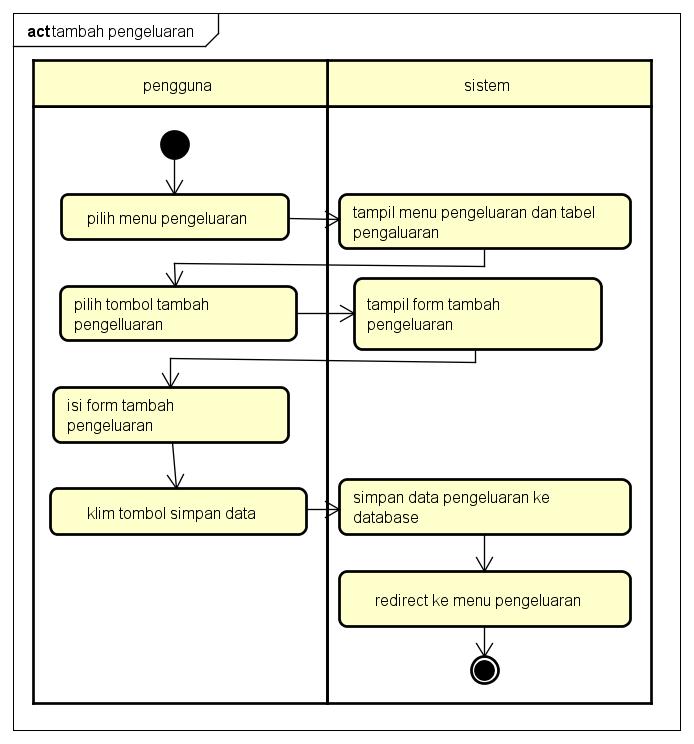 act tambah pengeluaran
pengguna
sistem
pilih menu pengeluaran
tampil menu pengeluaran dan tabel
pengaluaran
pilih tombol tambah
pengelluaran
tampil form tambah
pengeluaran
isi form tambah
pengeluaran
klim tombol simpan data
simpan data pengeluaran ke
database
redirect ke menu pengeluaran